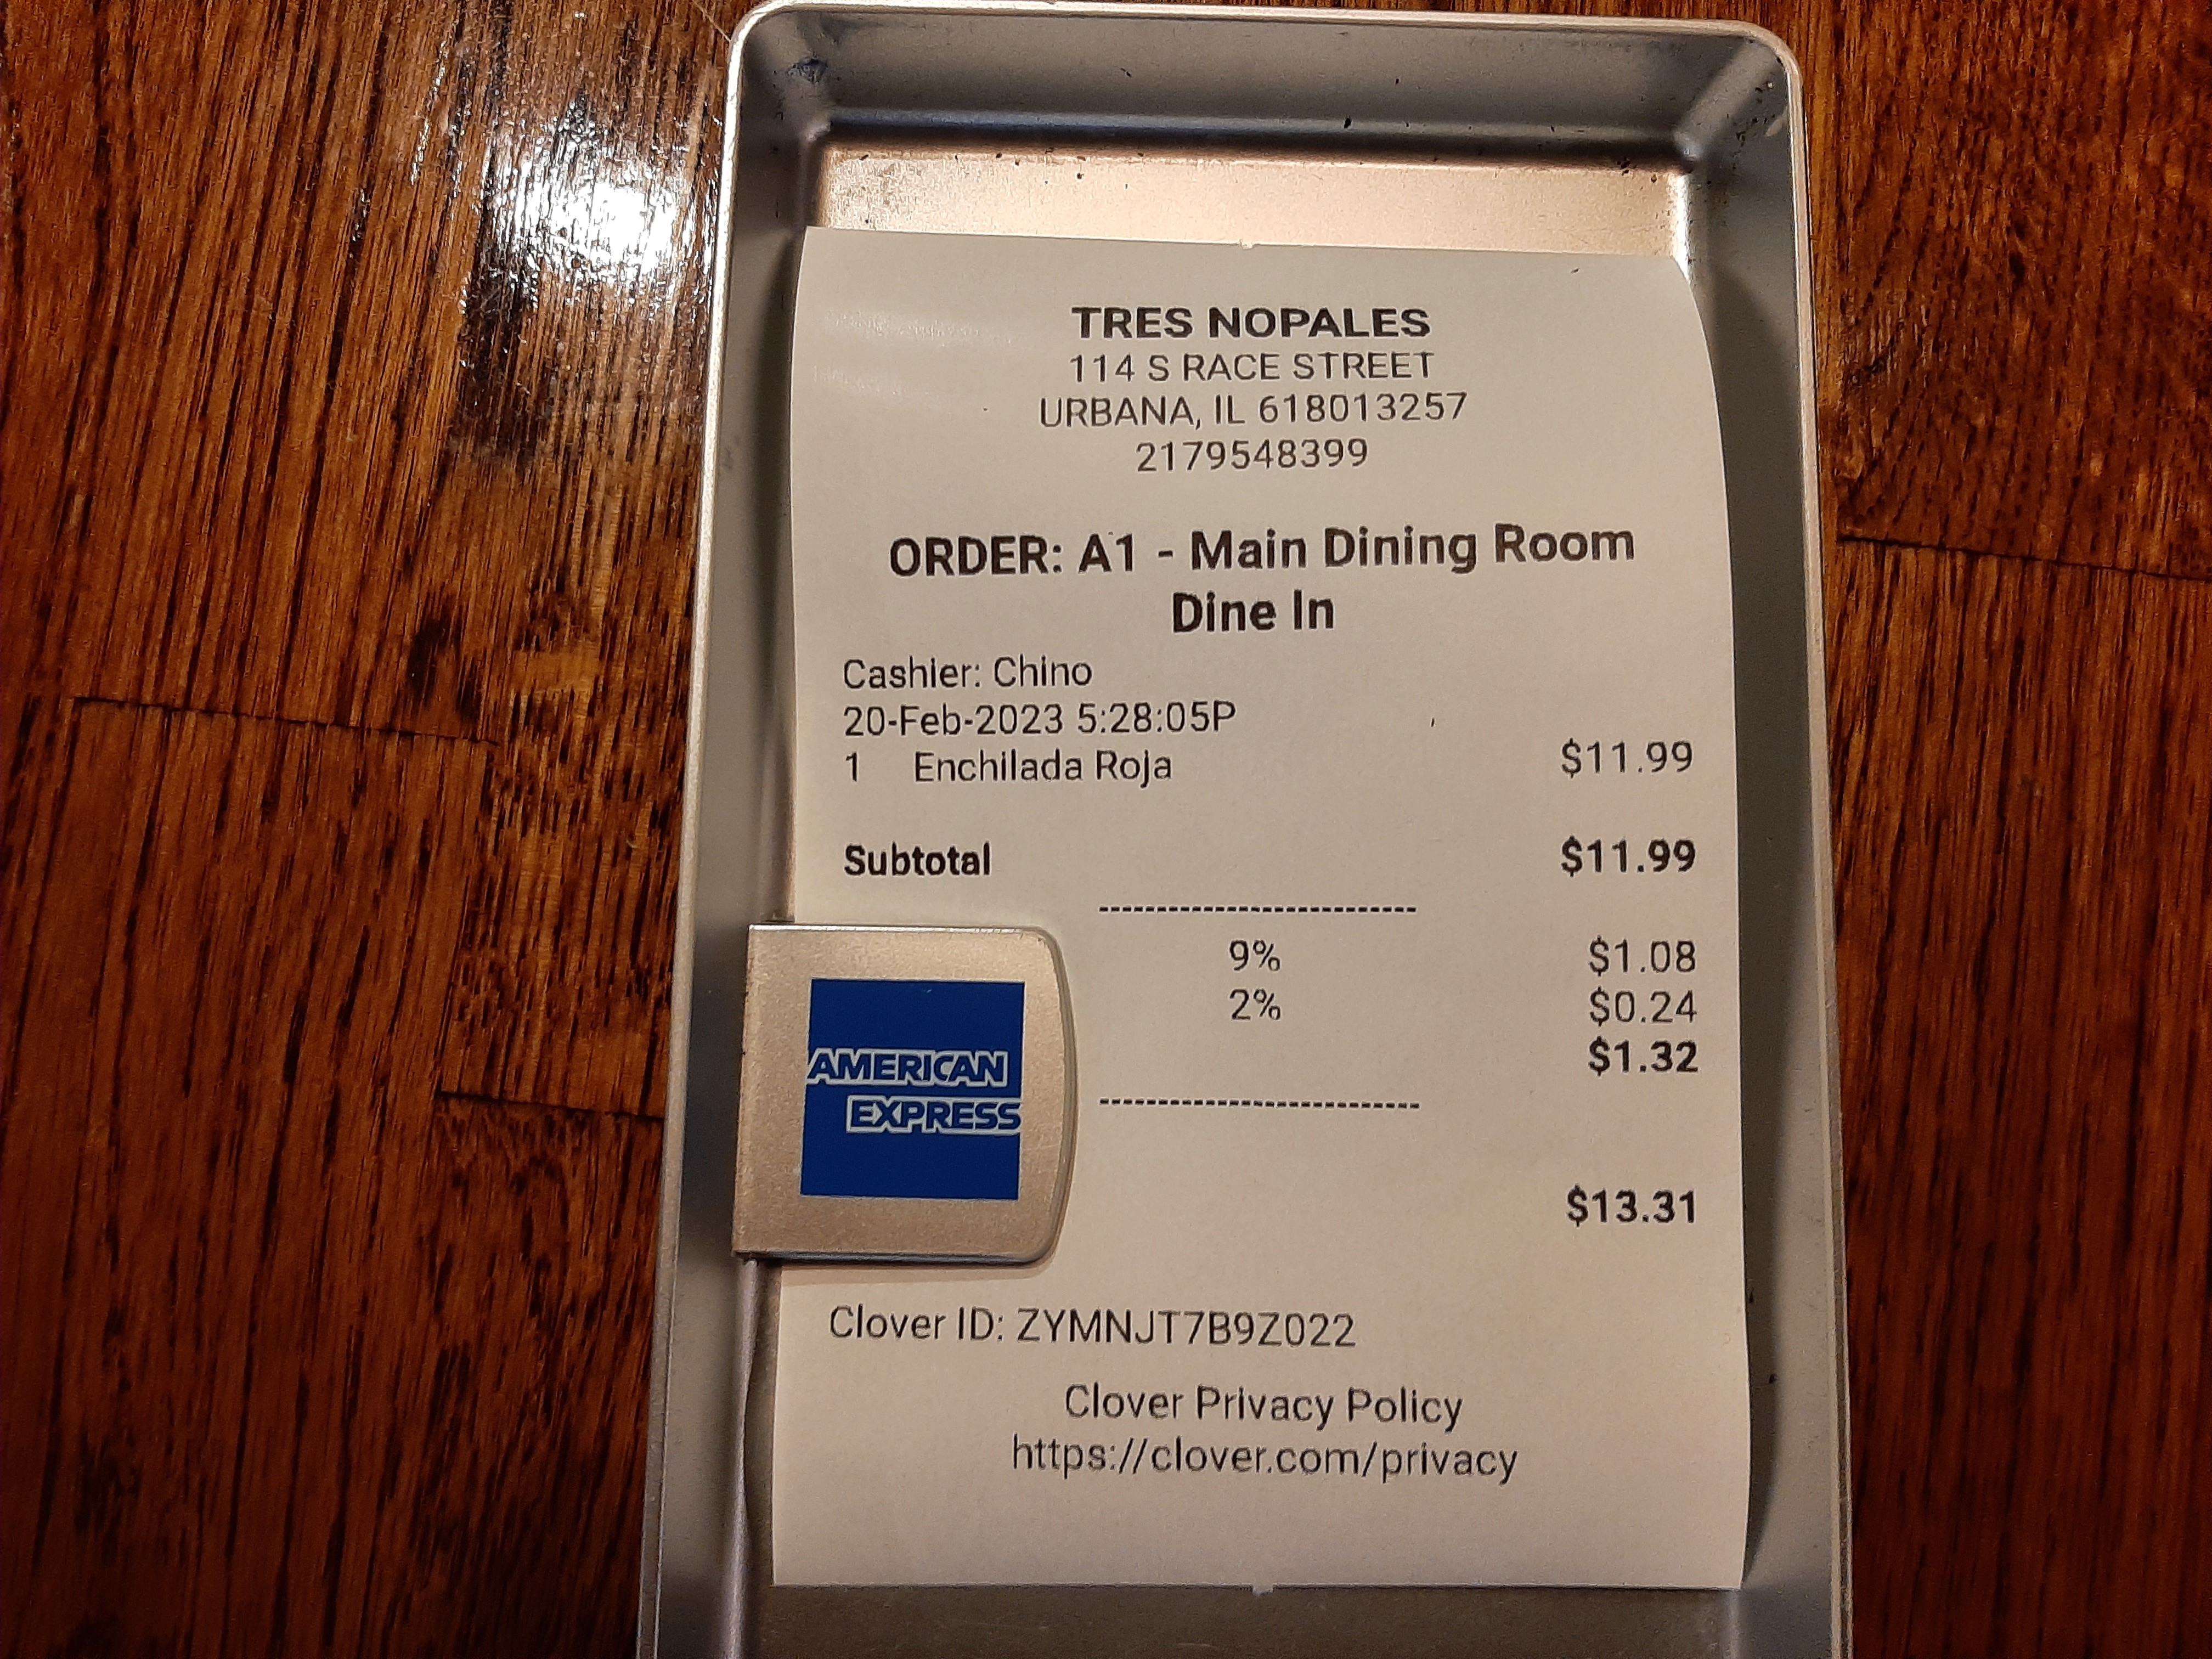 TRES NOPALES
114 S RACE STREET
URBANA, IL 618013257
2179548399
ORDER: A1 - Main Dining Room
Dine In
Cashier: Chino
20-Feb-2023 5:28:05P
1 Enchilada Roja $11.99
Subtotal $11.99
---------------------------
9% $1.08
2% $0.24
$1.32
---------------------------
AMERICAN
EXPRESS
$13.31
Clover ID: ZYMNJT7B9Z022
Clover Privacy Policy
https://clover.com/privacy